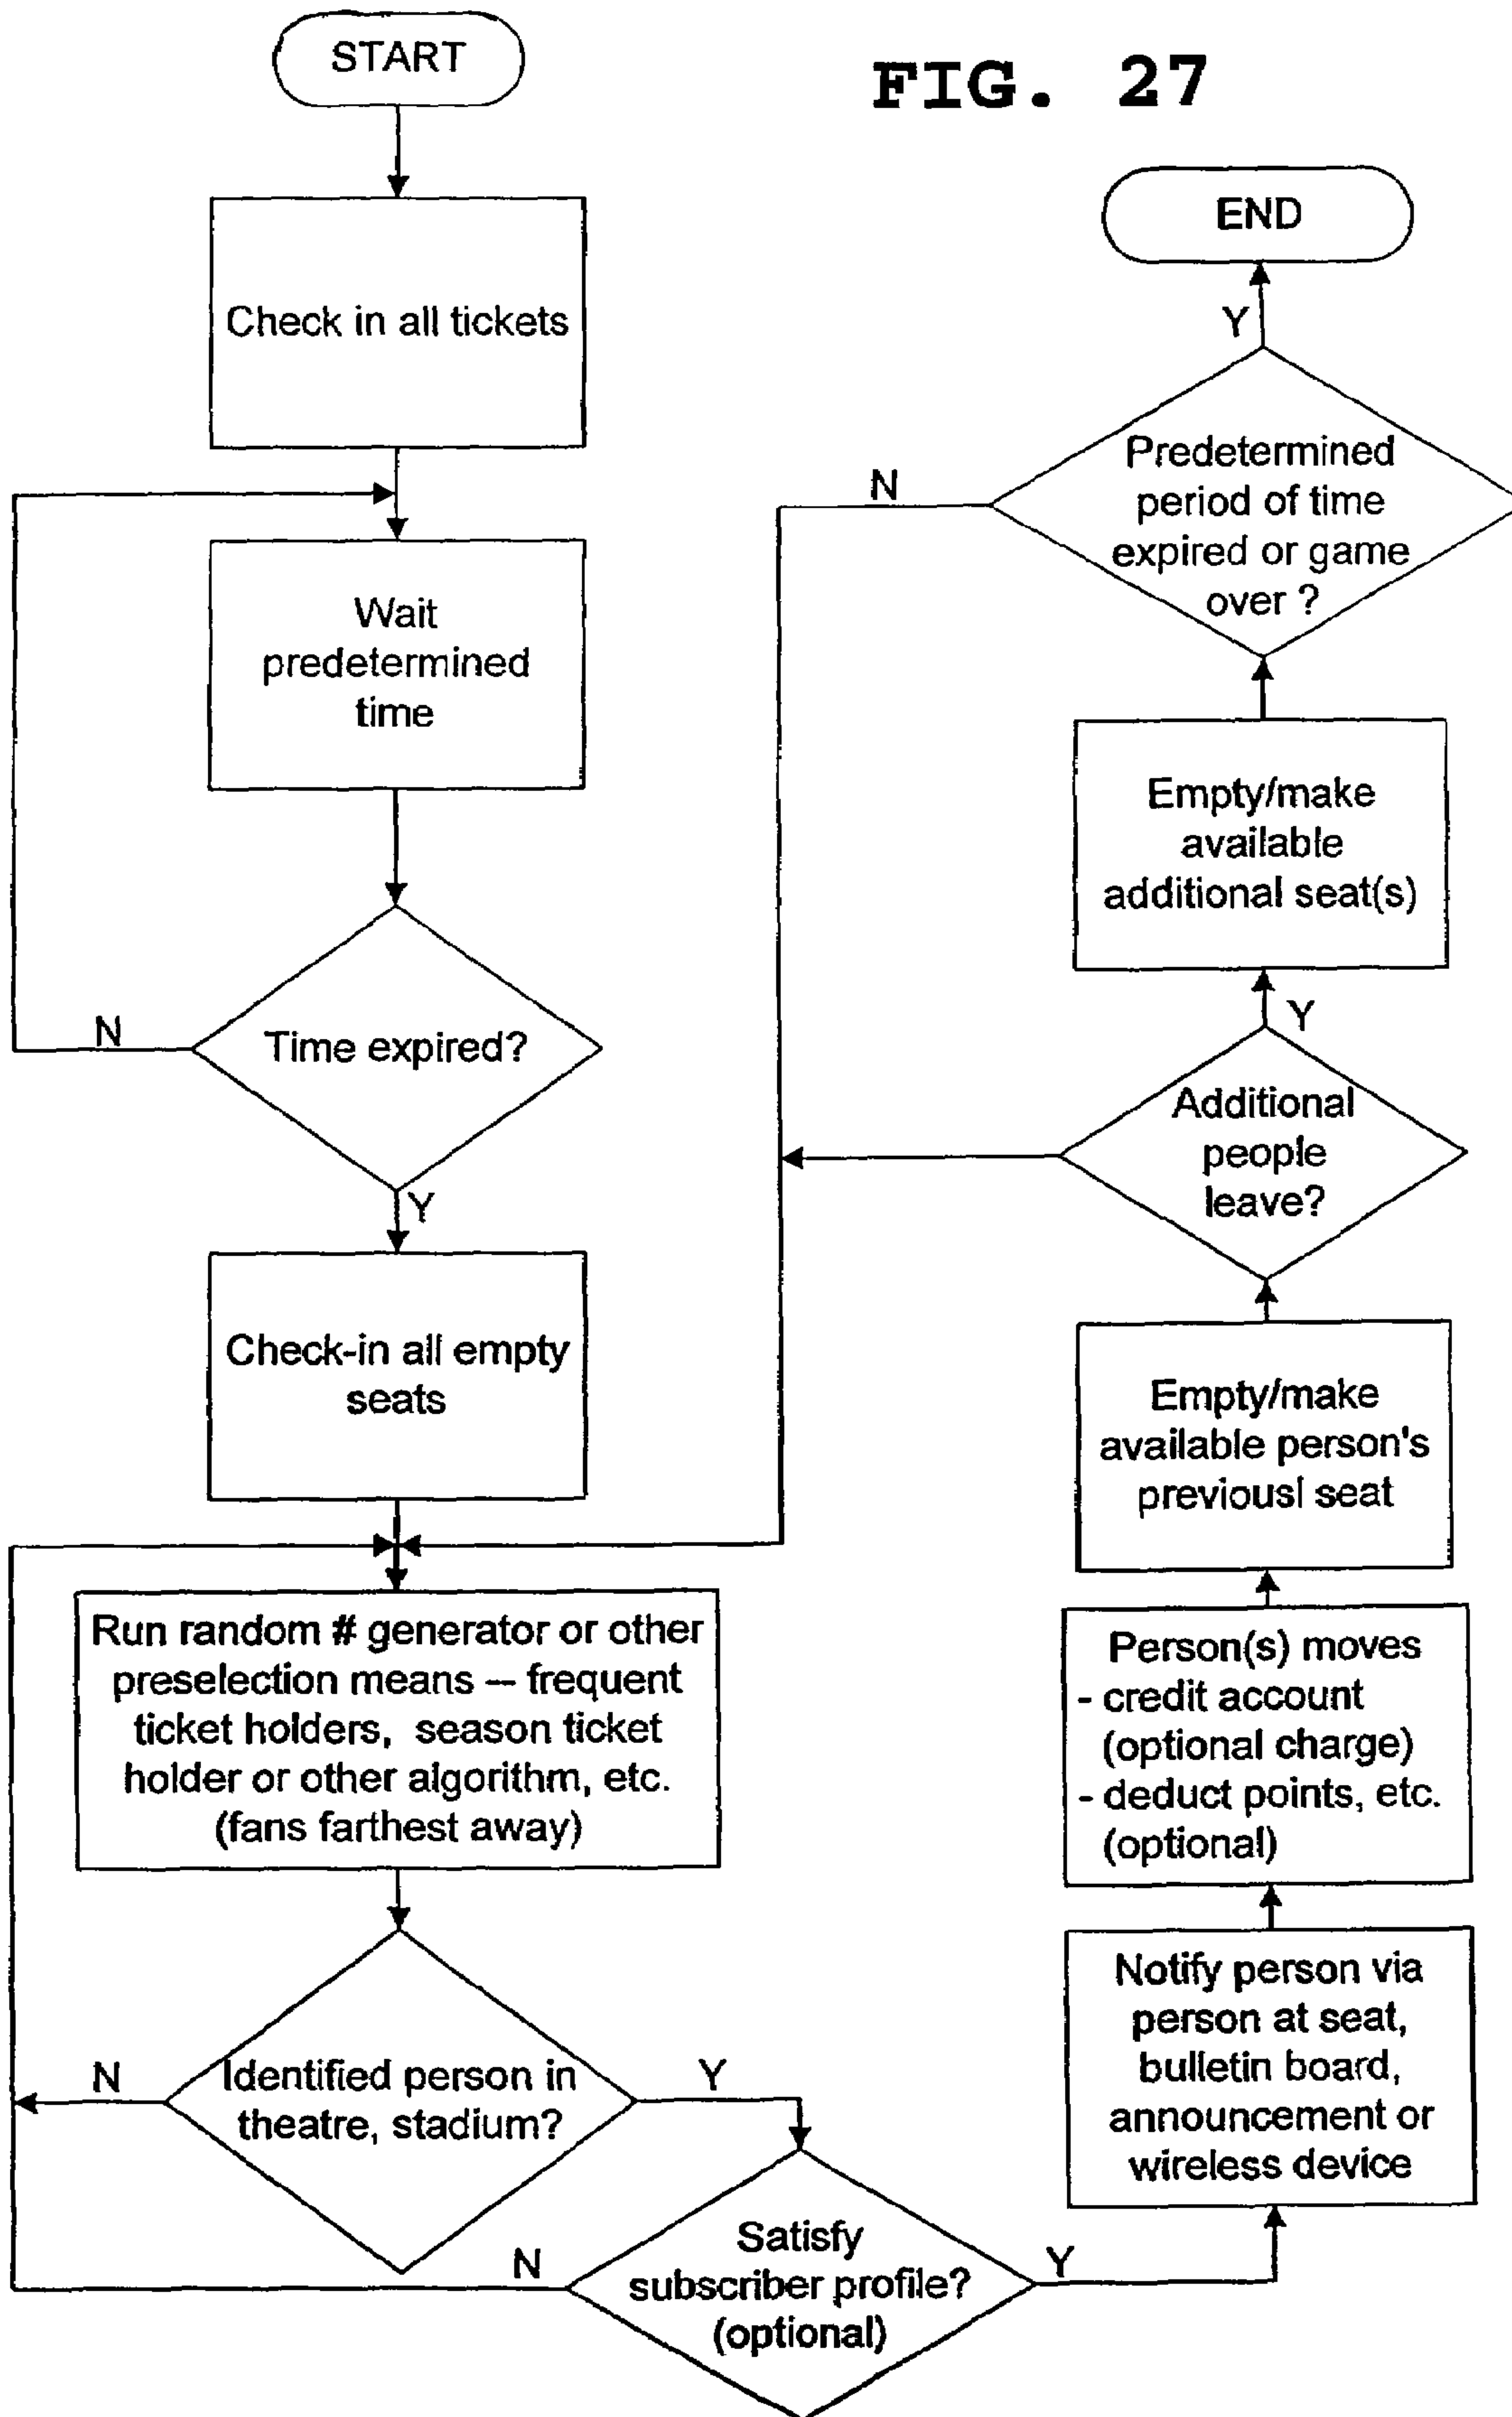 START
FIG. 27
Check in all tickets
Wait
predetermined
time
Time expired?
N
Y
Check-in all empty
seats
Run random # generator or other
preselection means – frequent
ticket holders, season ticket
holder or other algorithm, etc.
(fans farthest away)
Identified person in
theatre, stadium?
N
Y
Satisfy
subscriber profile?
(optional)
N
Y
Notify person via
person at seat,
bulletin board,
announcement or
wireless device
Person(s) moves
- credit account
(optional charge)
- deduct points, etc.
(optional)
Empty/make
available person's
previousl seat
Additional
people
leave?
Y
Empty/make
available
additional seat(s)
Predetermined
period of time
expired or game
over ?
N
Y
END